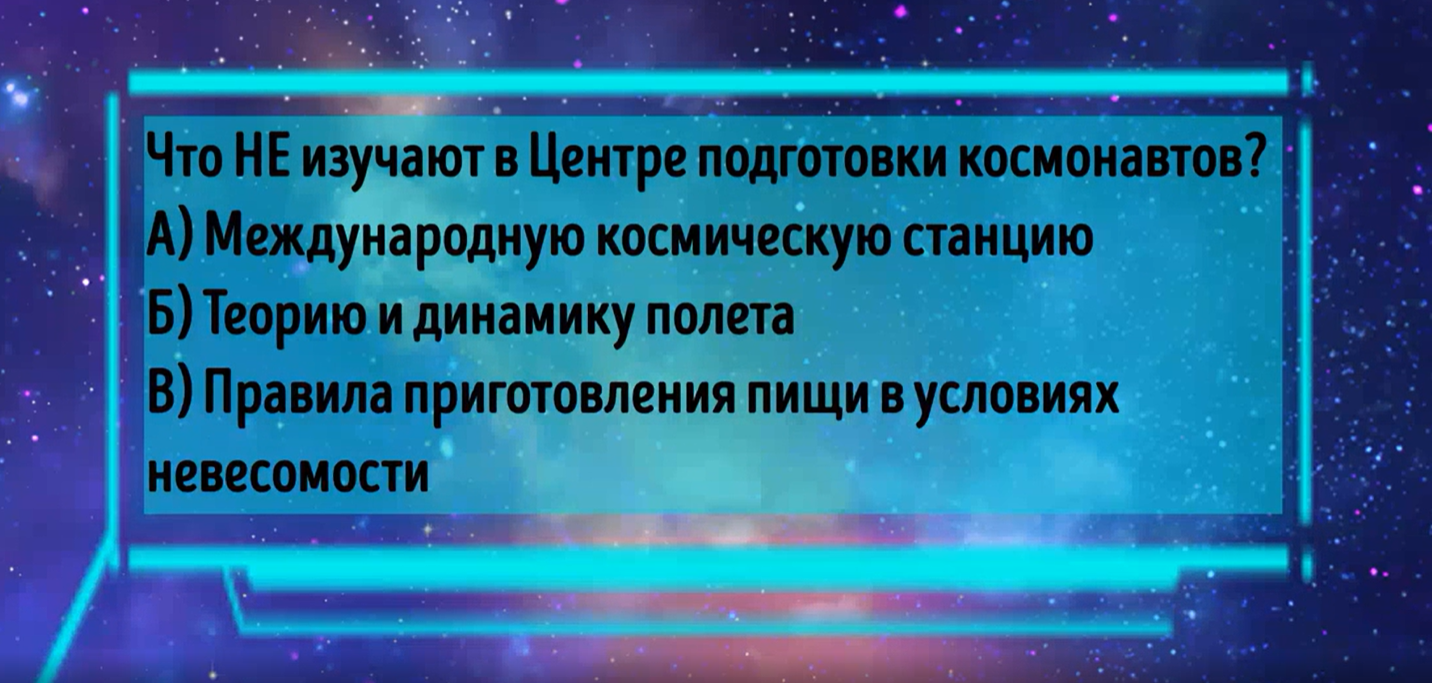 Что НЕ изучают в Центре подготовки космонавтов?
А) Международную космическую станцию
Б) Теорию и динамику полета
В) Правила приготовления пищи в условиях
невесомости